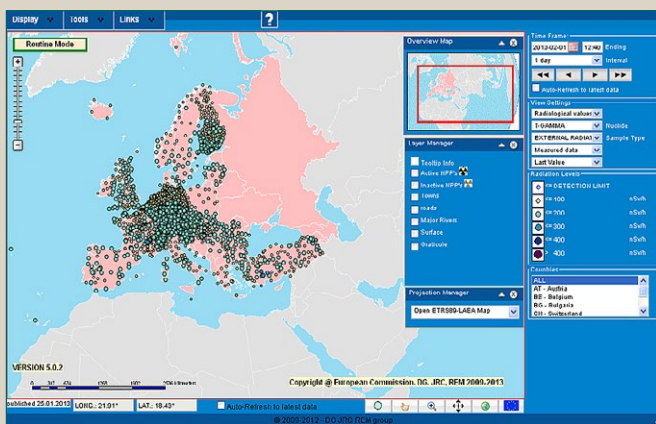 Display Tools Links ?
Routine Mode
Overview Map
Layer Manager
Tooltip Info
Active NPP's
Inactive NPP's
Towns
roads
Major Rivers
Surface
Graticule
Projection Manager
Open ETRS89-LAEA Map
VERSION 5.0.2
Copyright @ European Commission, DG. JRC, REM 2009-2013
published 25.01.2013 LONG.: 21.91° LAT.: 18.43° Auto-Refresh to latest data
Time Frame
2013-02-01 Ending
1 day Interval
Auto-Refresh to latest data
View Settings
Radiological values
T-GAMMA Nuclide
EXTERNAL RADIAT Sample Type
Measured data
Last Value
Radiation Levels
<= DETECTION LIMIT
<= 100 nSv/h
<= 200 nSv/h
<= 300 nSv/h
<= 400 nSv/h
> 400 nSv/h
Countries
ALL
AT - Austria
BE - Belgium
BG - Bulgaria
CH - Switzerland